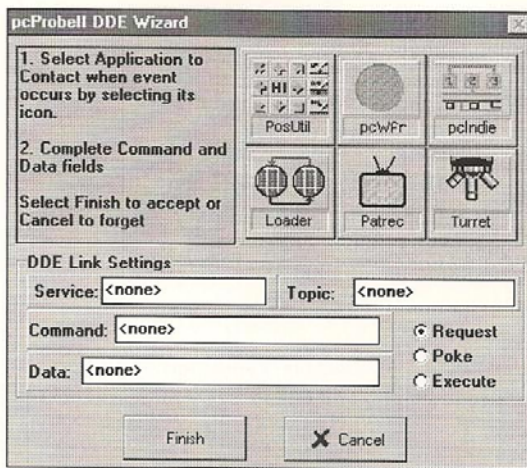 pcProbeII DDE Wizard
1. Select Application to
Contact when event
occurs by selecting its
icon.
2. Complete Command and
Data fields
Select Finish to accept or
Cancel to forget
HI
PosUtil
pcWfr
pcIndie
1 2 3
Loader
Patrec
Turret
DDE Link Settings
Service: <none>
Topic: <none>
Command: <none>
Data: <none>
Request
Poke
Execute
Finish
Cancel